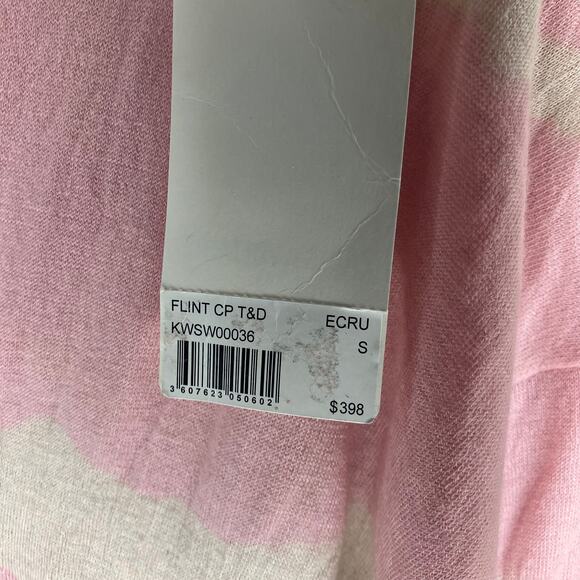 FLINT CP T&D ECRU
KWSW00036 S
3 607623 050602
$398